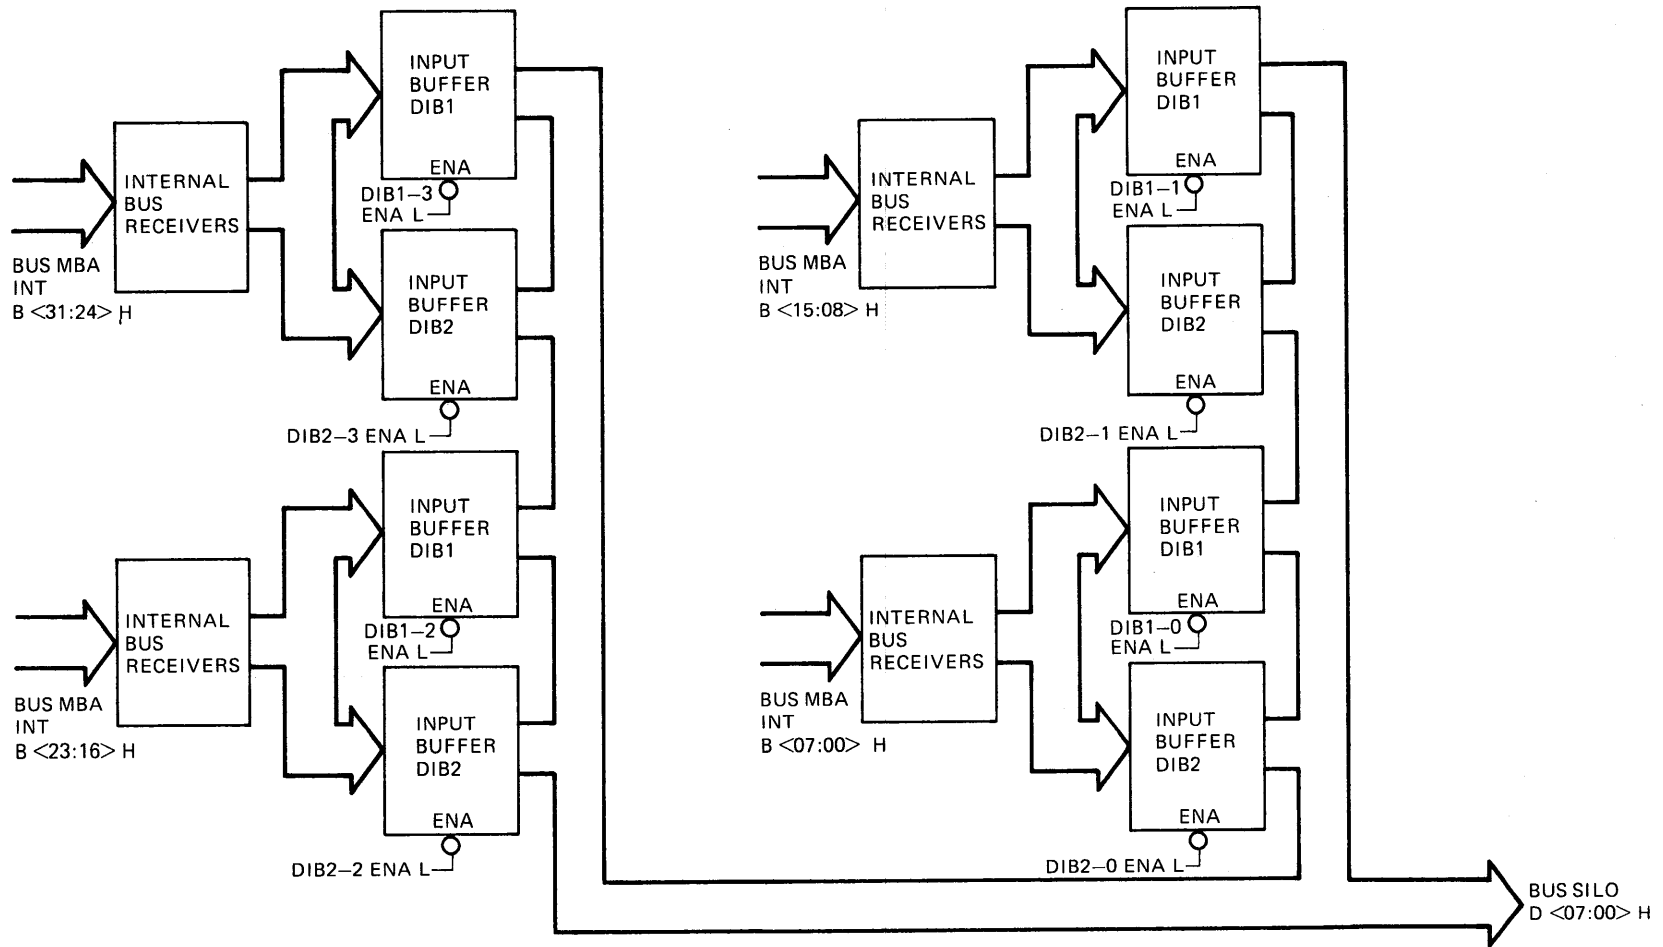 INPUT
BUFFER
DIB1
ENA
DIB1-3
ENA L
INTERNAL
BUS
RECEIVERS
BUS MBA
INT
B <31:24> H
INPUT
BUFFER
DIB2
ENA
DIB2-3 ENA L
INPUT
BUFFER
DIB1
ENA
DIB1-2
ENA L
INTERNAL
BUS
RECEIVERS
BUS MBA
INT
B <23:16> H
INPUT
BUFFER
DIB2
ENA
DIB2-2 ENA L
INPUT
BUFFER
DIB1
ENA
DIB1-1
ENA L
INTERNAL
BUS
RECEIVERS
BUS MBA
INT
B <15:08> H
INPUT
BUFFER
DIB2
ENA
DIB2-1 ENA L
INPUT
BUFFER
DIB1
ENA
DIB1-0
ENA L
INTERNAL
BUS
RECEIVERS
BUS MBA
INT
B <07:00> H
INPUT
BUFFER
DIB2
ENA
DIB2-0 ENA L
BUS SILO
D <07:00> H